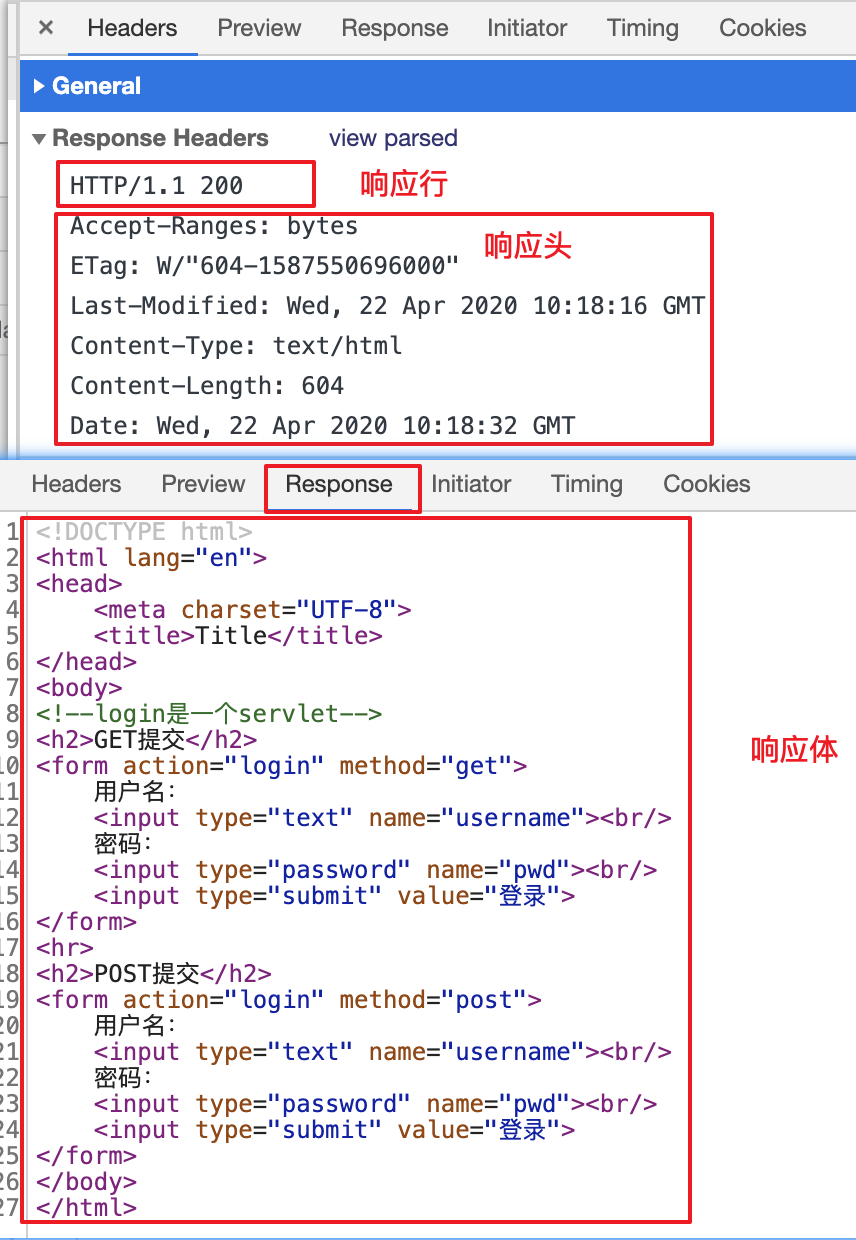 × Headers Preview Response Initiator Timing Cookies
General
Response Headers view parsed
HTTP/1.1 200 响应行
Accept-Ranges: bytes
响应头
ETag: W/"604-1587550696000"
Last-Modified: Wed, 22 Apr 2020 10:18:16 GMT
Content-Type: text/html
Content-Length: 604
Date: Wed, 22 Apr 2020 10:18:32 GMT
Headers Preview Response Initiator Timing Cookies
1 <!DOCTYPE html>
2 <html lang="en">
3 <head>
4 <meta charset="UTF-8">
5 <title>Title</title>
6 </head>
7 <body>
8 <!--login是一个servlet-->
9 <h2>GET提交</h2>
10 <form action="login" method="get">
11 用户名:
12 <input type="text" name="username"><br/>
13 密码:
14 <input type="password" name="pwd"><br/>
15 <input type="submit" value="登录">
16 </form>
17 <hr>
18 <h2>POST提交</h2>
19 <form action="login" method="post">
20 用户名:
21 <input type="text" name="username"><br/>
22 密码:
23 <input type="password" name="pwd"><br/>
24 <input type="submit" value="登录">
25 </form>
26 </body>
27 </html>
响应体